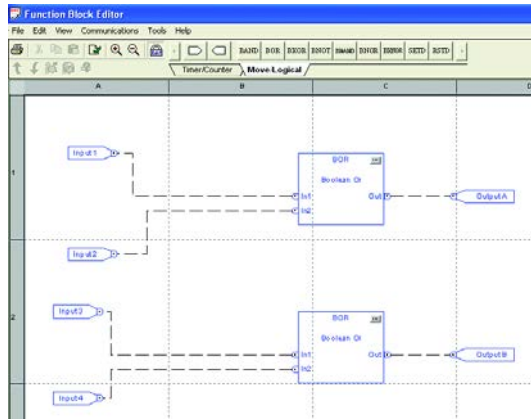 Function Block Editor
File Edit View Communications Tools Help
BAND BOR BXOR BNOT BNAND BNOR BXNOR SETD RSTD
Timer/Counter Move-Logical
A B C D
1
Input1
BOR
Boolean Or
In1 Out
In2
OutputA
Input2
2
Input3
BOR
Boolean Or
In1 Out
In2
OutputB
Input4